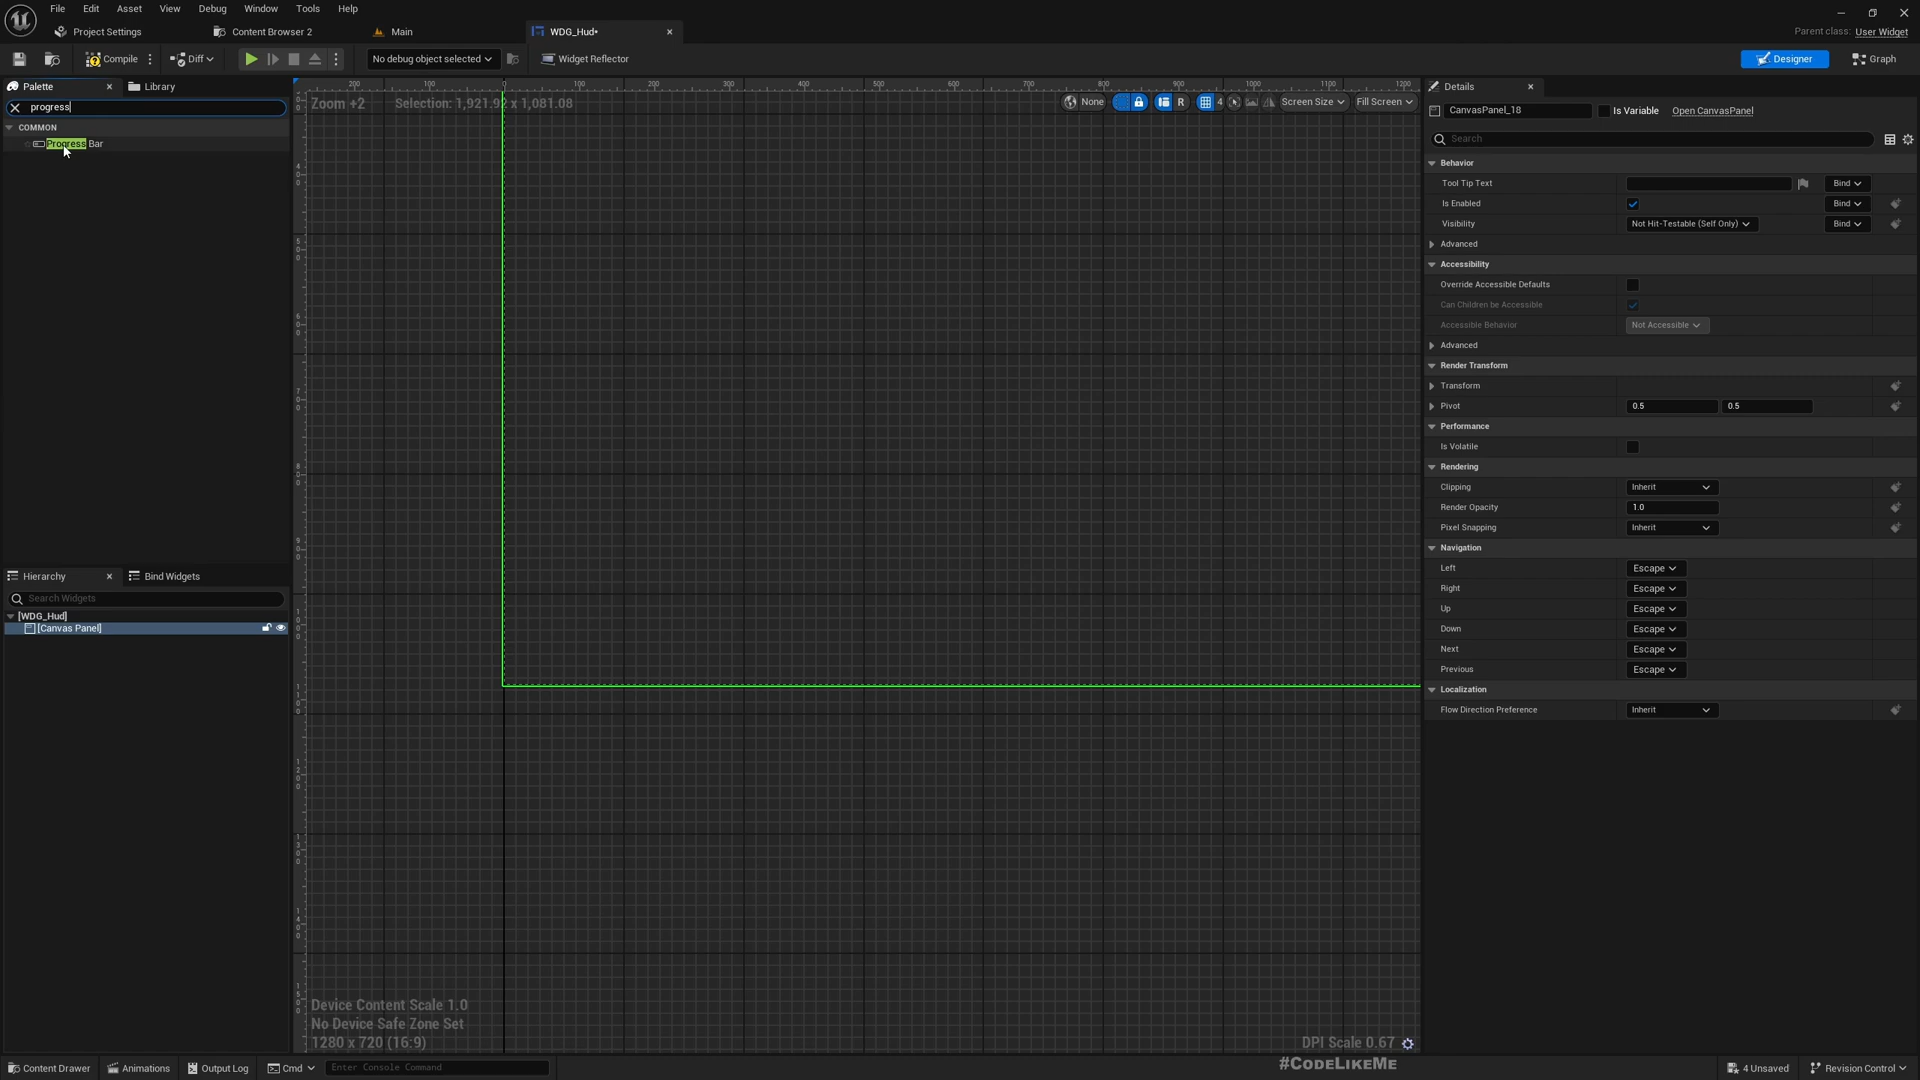 File Edit Asset View Debug Window Tools Help
Project Settings Content Browser 2 Main WDG_Hud•
Parent class: User Widget
Compile Diff No debug object selected Widget Reflector Designer Graph
Palette Library
progress
COMMON
Progress Bar
Zoom +2 Selection: 1,921.92 x 1,081.08
None R 4 Screen Size Fill Screen
Hierarchy Bind Widgets
Search Widgets
[WDG_Hud]
[Canvas Panel]
Device Content Scale 1.0
No Device Safe Zone Set
1280 x 720 (16:9)
DPI Scale 0.67
#CodeLikeMe
Details
CanvasPanel_18 Is Variable Open CanvasPanel
Search
Behavior
Tool Tip Text Bind
Is Enabled Bind
Visibility Not Hit-Testable (Self Only) Bind
Advanced
Accessibility
Override Accessible Defaults
Can Children be Accessible
Accessible Behavior Not Accessible
Advanced
Render Transform
Transform
Pivot 0.5 0.5
Performance
Is Volatile
Rendering
Clipping Inherit
Render Opacity 1.0
Pixel Snapping Inherit
Navigation
Left Escape
Right Escape
Up Escape
Down Escape
Next Escape
Previous Escape
Localization
Flow Direction Preference Inherit
Content Drawer Animations Output Log Cmd Enter Console Command 4 Unsaved Revision Control